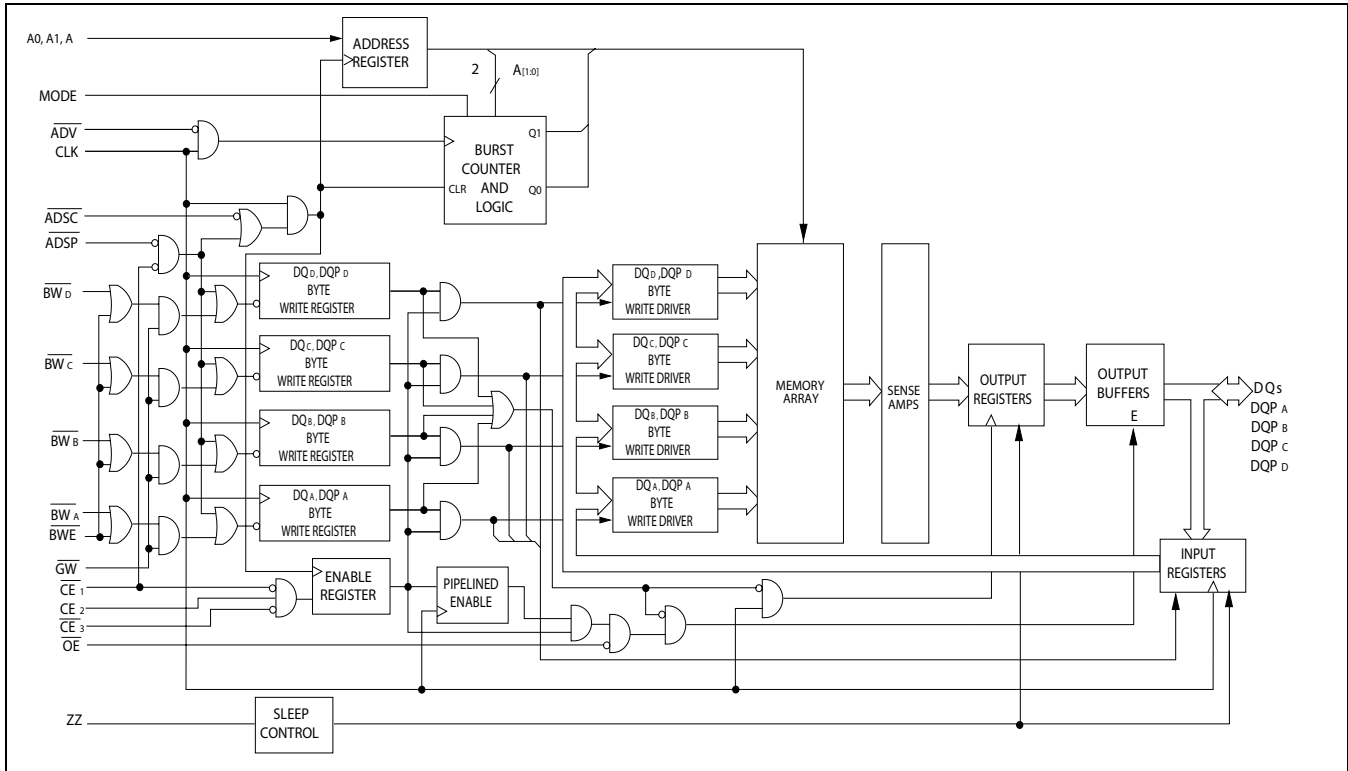 A0, A1, A
ADDRESS
REGISTER
2
A[1:0]
MODE
ADV
CLK
Q1
BURST
COUNTER
AND
LOGIC
CLR
Q0
ADSC
ADSP
DQ D, DQP D
BYTE
WRITE REGISTER
DQ D, DQP D
BYTE
WRITE DRIVER
BW D
DQ C, DQP C
BYTE
WRITE REGISTER
DQ C, DQP C
BYTE
WRITE DRIVER
BW C
MEMORY
ARRAY
SENSE
AMPS
OUTPUT
REGISTERS
OUTPUT
BUFFERS
E
DQs
DQP A
DQP B
DQP C
DQP D
DQ B, DQP B
BYTE
WRITE REGISTER
DQ B, DQP B
BYTE
WRITE DRIVER
BW B
DQ A, DQP A
BYTE
WRITE REGISTER
DQ A, DQP A
BYTE
WRITE DRIVER
BW A
BWE
GW
CE 1
CE 2
CE 3
OE
ENABLE
REGISTER
PIPELINED
ENABLE
INPUT
REGISTERS
ZZ
SLEEP
CONTROL